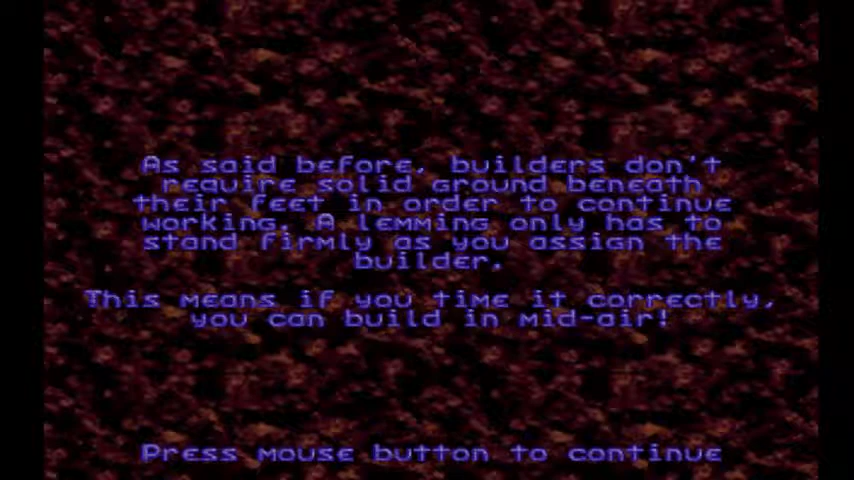 As said before, builders don't
require solid ground beneath
their feet in order to continue
working. A lemming only has to
stand firmly as you assign the
builder.
This means if you time it correctly,
you can build in mid-air!
Press mouse button to continue